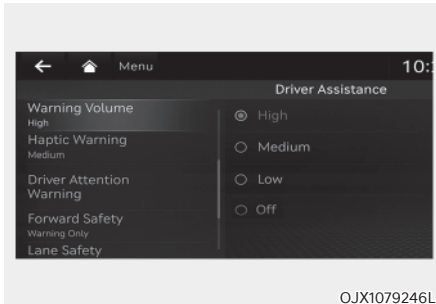 Menu
10:
Driver Assistance
Warning Volume
High
Haptic Warning
Medium
Driver Attention
Warning
Forward Safety
Warning Only
Lane Safety
High
Medium
Low
Off
OJX1079246L